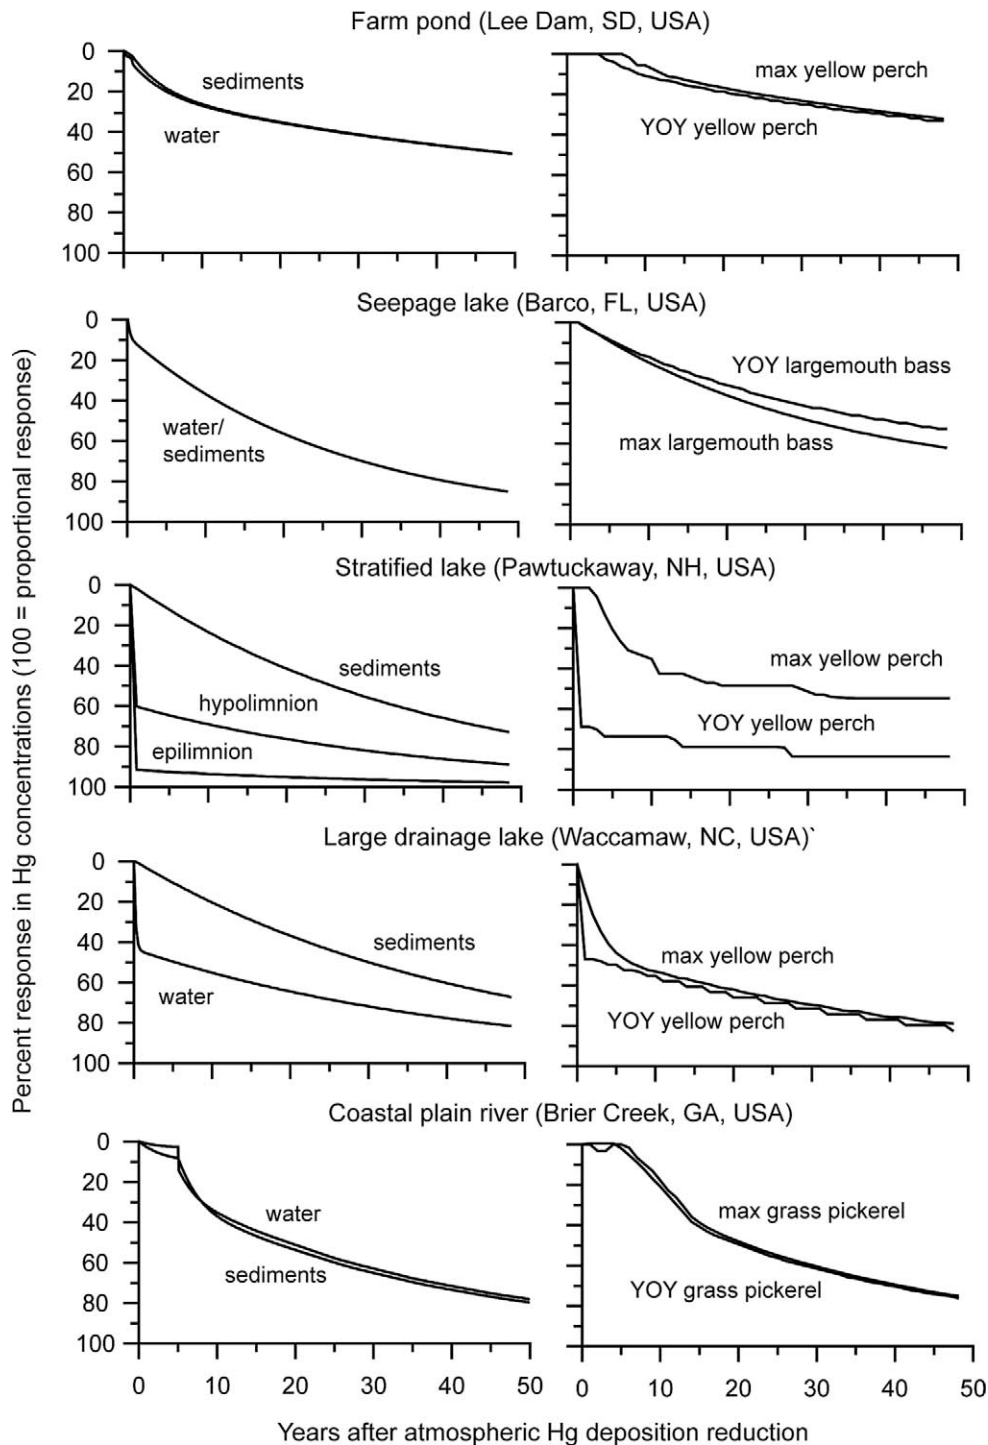 Farm pond (Lee Dam, SD, USA)
0
20
40
60
80
100
sediments
water
max yellow perch
YOY yellow perch
Seepage lake (Barco, FL, USA)
0
20
40
60
80
100
water/
sediments
YOY largemouth bass
max largemouth bass
Stratified lake (Pawtuckaway, NH, USA)
0
20
40
60
80
100
sediments
hypolimnion
epilimnion
max yellow perch
YOY yellow perch
Large drainage lake (Waccamaw, NC, USA)`
0
20
40
60
80
100
sediments
water
max yellow perch
YOY yellow perch
Coastal plain river (Brier Creek, GA, USA)
0
20
40
60
80
100
water
sediments
max grass pickerel
YOY grass pickerel
0 10 20 30 40 50
0 10 20 30 40 50
Years after atmospheric Hg deposition reduction
Percent response in Hg concentrations (100 = proportional response)